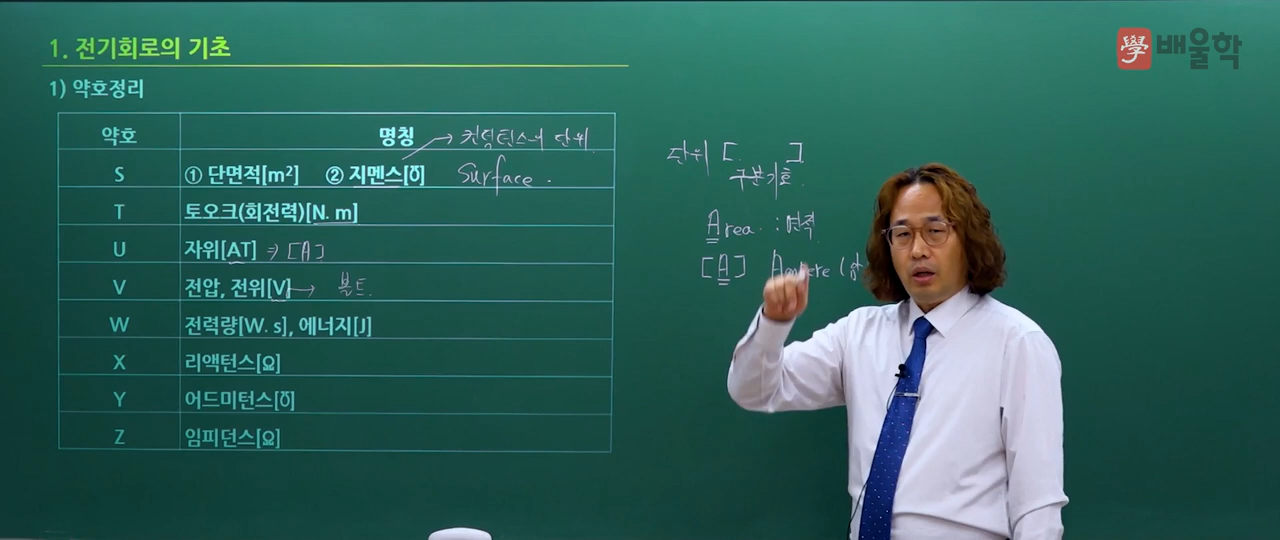 1. 전기회로의 기초
學 배울학
1) 약호정리
약호 명칭 → 컨덕턴스의 단위
S ① 단면적[m²] ② 지멘스[℧] Surface.
T 토오크(회전력)[N. m]
U 자위[AT] ⇒ [A]
V 전압, 전위[V] → 볼트.
W 전력량[W. s], 에너지[J]
X 리액턴스[Ω]
Y 어드미턴스[℧]
Z 임피던스[Ω]
단위 [ ].
구분기호
Area. : 면적
[A] Ampere (암